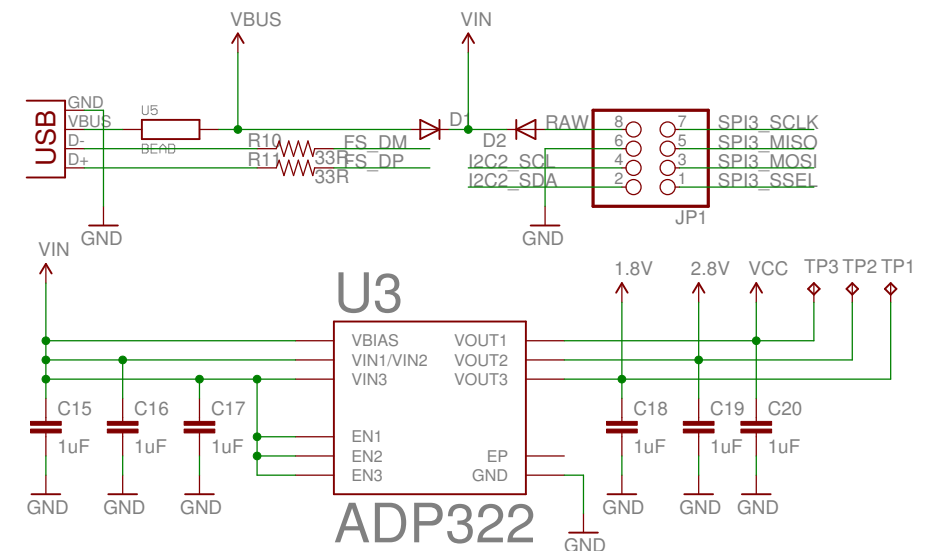 VBUS VIN
GND
VBUS
D-
D+
USB
U5
BEAD
R10 33R FS_DM
R11 33R FS_DP
D1
D2
RAW 8 7 SPI3_SCLK
6 5 SPI3_MISO
I2C2_SCL 4 3 SPI3_MOSI
I2C2_SDA 2 1 SPI3_SSEL
JP1
GND GND
VIN
U3
1.8V 2.8V VCC TP3 TP2 TP1
VBIAS VOUT1
VIN1/VIN2 VOUT2
VIN3 VOUT3
C15 C16 C17 C18 C19 C20
1uF 1uF 1uF 1uF 1uF 1uF
EN1
EN2 EP
EN3 GND
GND GND GND GND GND GND
ADP322
GND